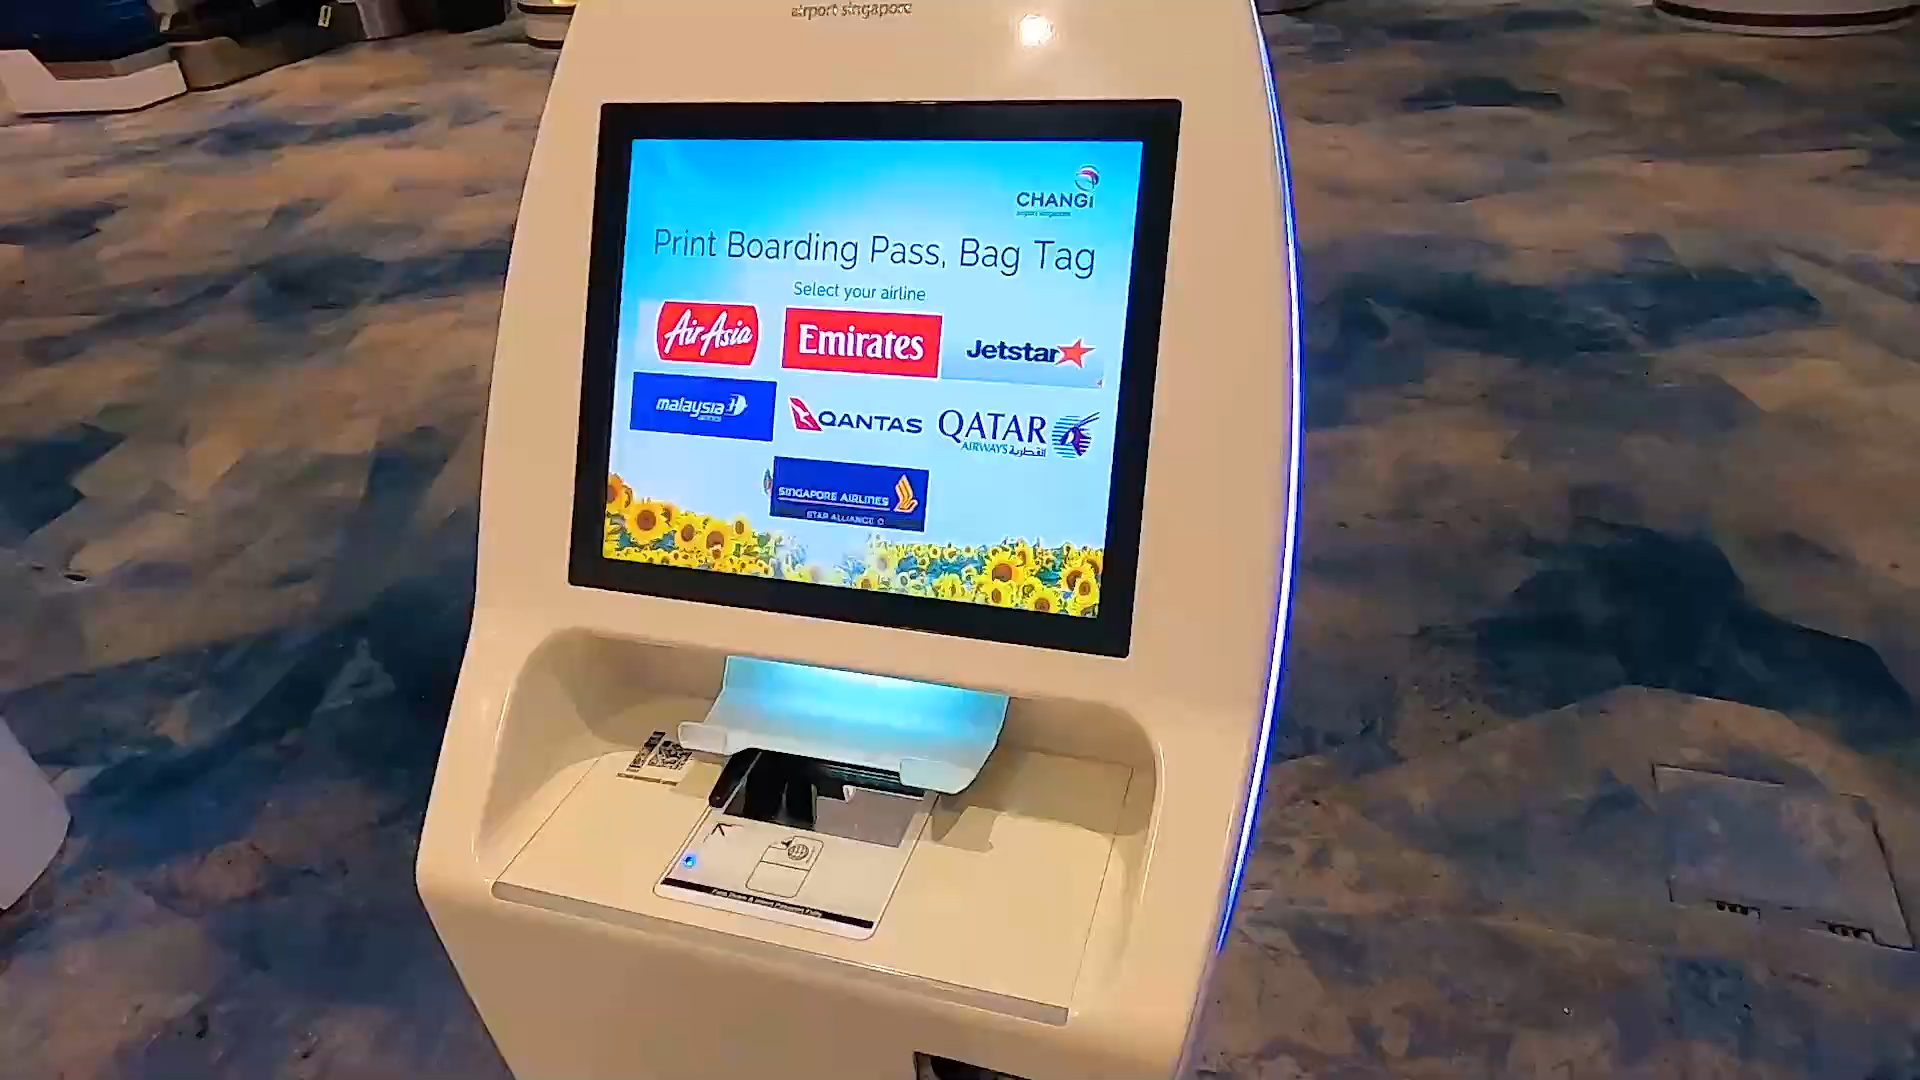 airport singapore
CHANGI
airport singapore
Print Boarding Pass, Bag Tag
Select your airline
AirAsia
Emirates
Jetstar
malaysia
airlines
QANTAS
QATAR
AIRWAYS القطرية
SINGAPORE AIRLINES
STAR ALLIANCE